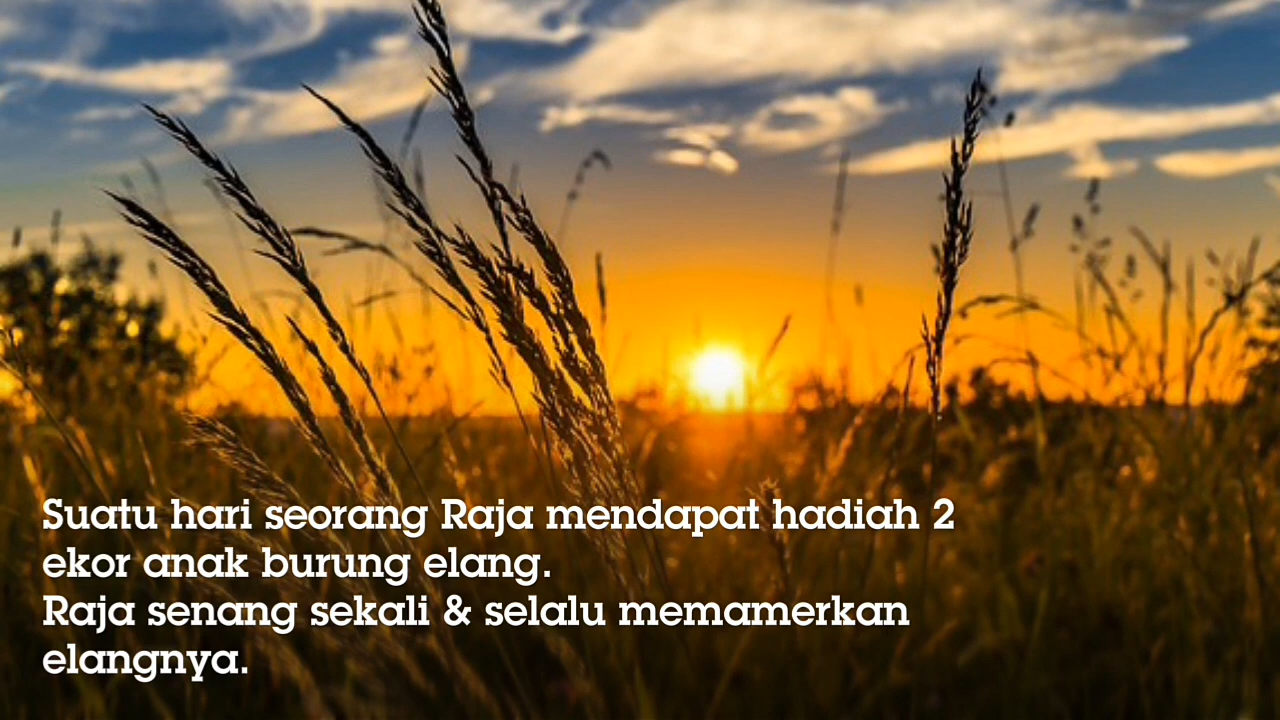 Suatu hari seorang Raja mendapat hadiah 2
ekor anak burung elang.
Raja senang sekali & selalu memamerkan
elangnya.